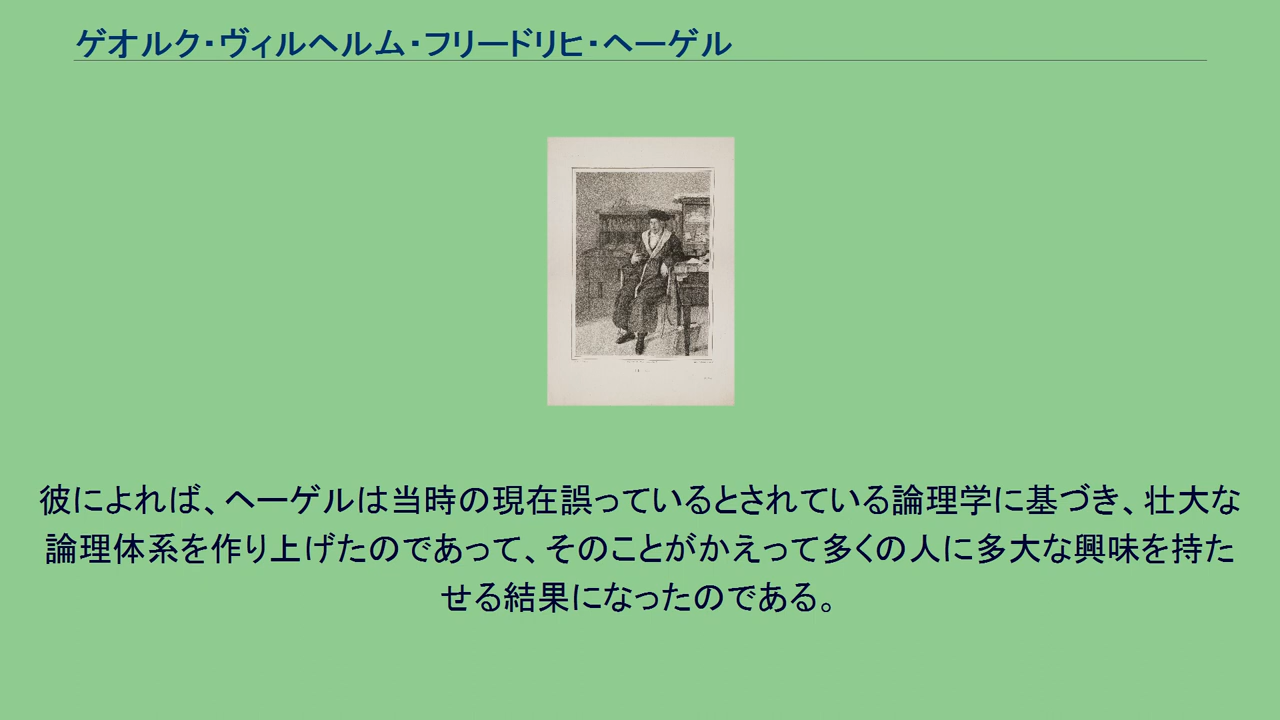 ゲオルク・ヴィルヘルム・フリードリヒ・ヘーゲル
彼によれば、ヘーゲルは当時の現在誤っているとされている論理学に基づき、壮大な
論理体系を作り上げたのであって、そのことがかえって多くの人に多大な興味を持た
せる結果になったのである。